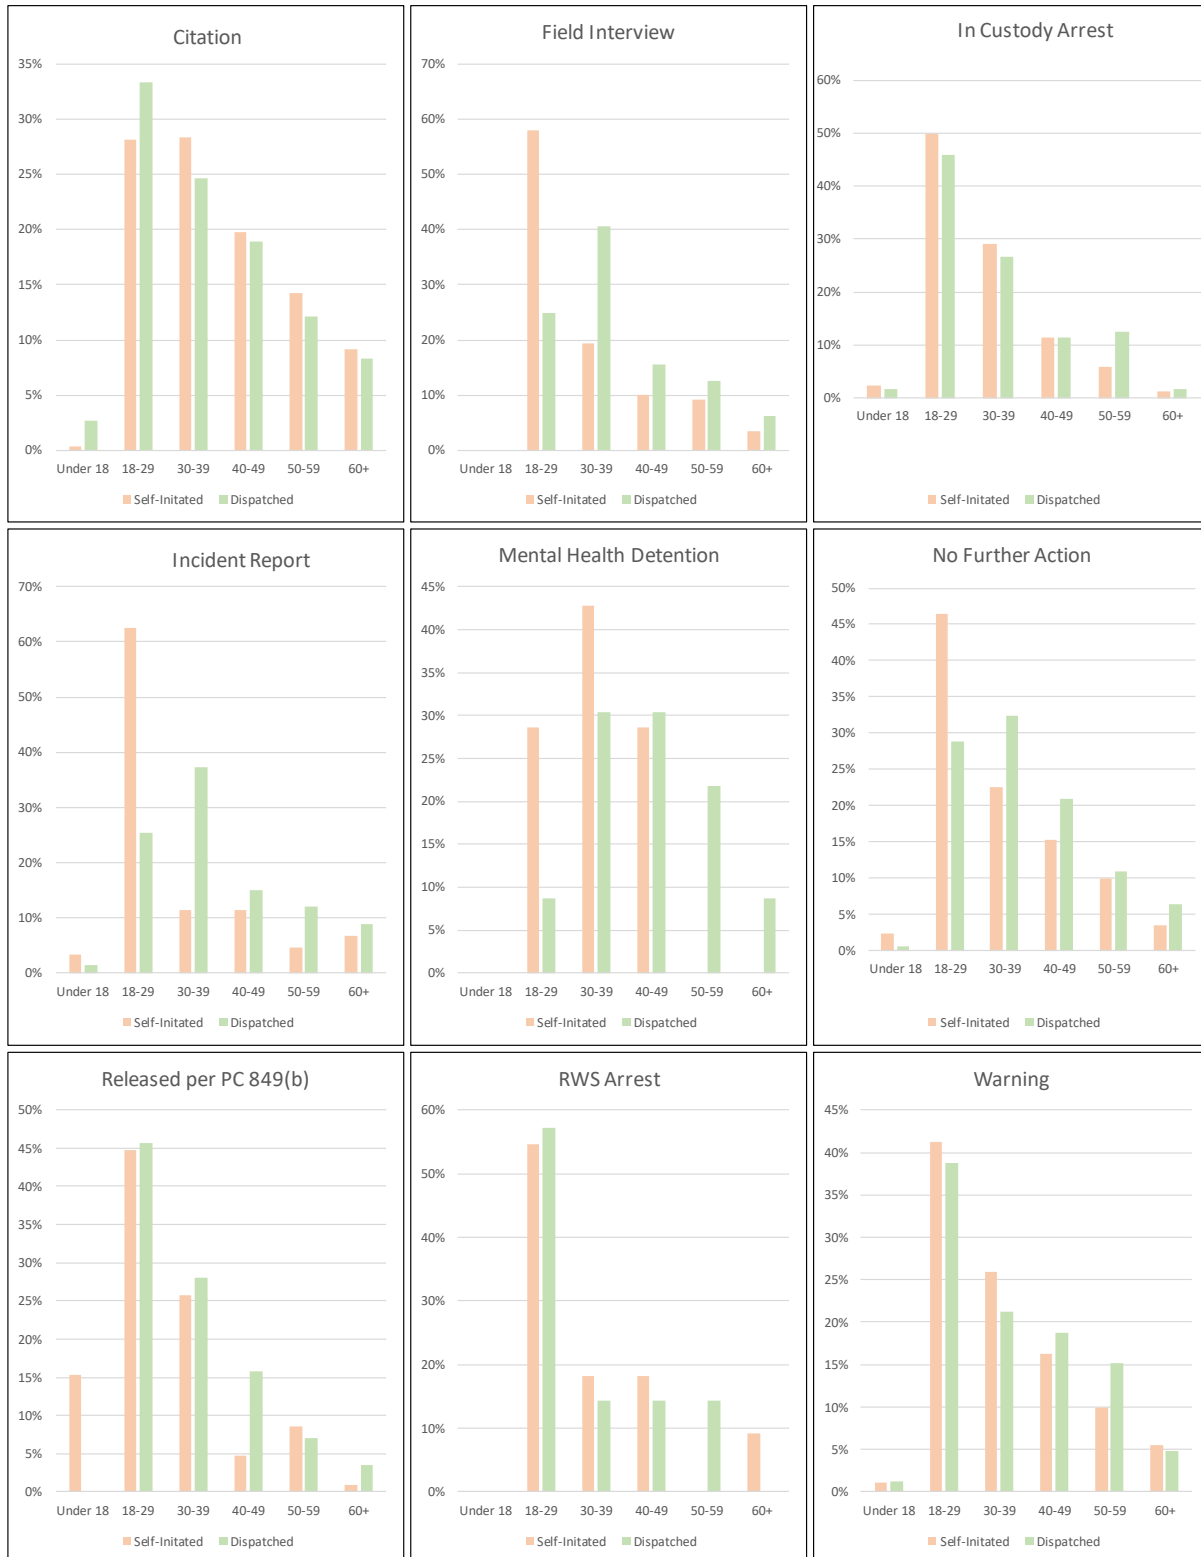 Citation
35%
30%
25%
20%
15%
10%
5%
0%
Under 18 18-29 30-39 40-49 50-59 60+
Self-Initated Dispatched
Field Interview
70%
60%
50%
40%
30%
20%
10%
0%
Under 18 18-29 30-39 40-49 50-59 60+
Self-Initated Dispatched
In Custody Arrest
60%
50%
40%
30%
20%
10%
0%
Under 18 18-29 30-39 40-49 50-59 60+
Self-Initated Dispatched
Incident Report
70%
60%
50%
40%
30%
20%
10%
0%
Under 18 18-29 30-39 40-49 50-59 60+
Self-Initated Dispatched
Mental Health Detention
45%
40%
35%
30%
25%
20%
15%
10%
5%
0%
Under 18 18-29 30-39 40-49 50-59 60+
Self-Initated Dispatched
No Further Action
50%
45%
40%
35%
30%
25%
20%
15%
10%
5%
0%
Under 18 18-29 30-39 40-49 50-59 60+
Self-Initated Dispatched
Released per PC 849(b)
50%
45%
40%
35%
30%
25%
20%
15%
10%
5%
0%
Under 18 18-29 30-39 40-49 50-59 60+
Self-Initated Dispatched
RWS Arrest
60%
50%
40%
30%
20%
10%
0%
Under 18 18-29 30-39 40-49 50-59 60+
Self-Initated Dispatched
Warning
45%
40%
35%
30%
25%
20%
15%
10%
5%
0%
Under 18 18-29 30-39 40-49 50-59 60+
Self-Initated Dispatched